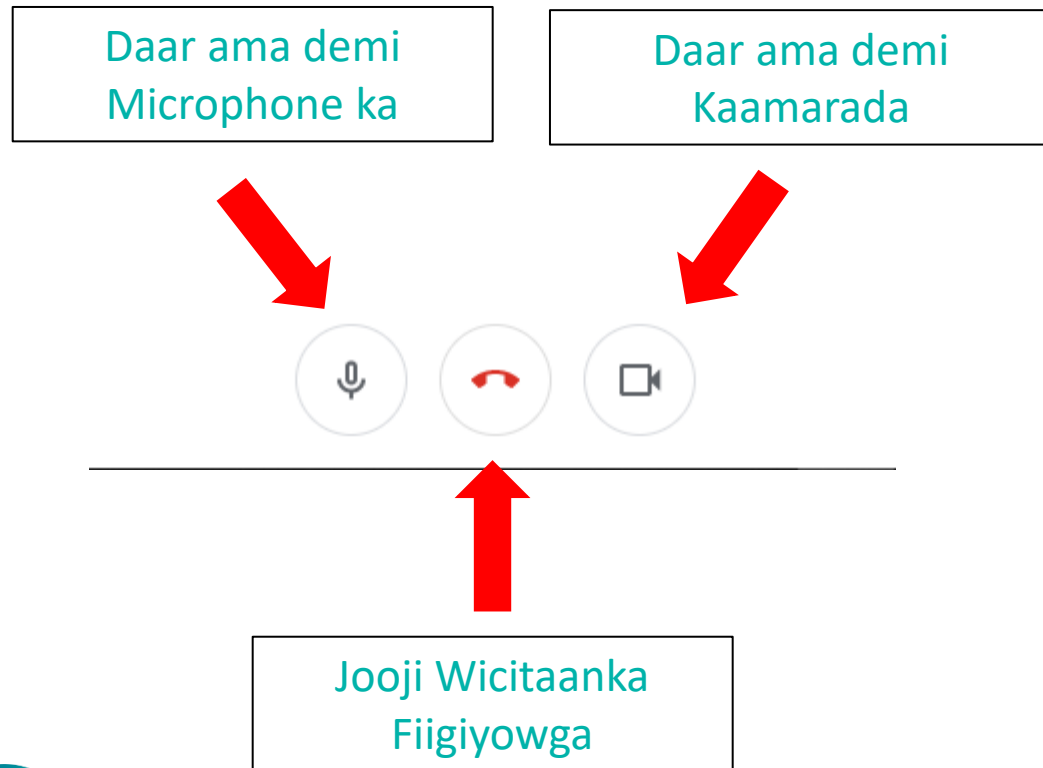 Daar ama demi
Microphone ka
Daar ama demi
Kaamarada
Jooji Wicitaanka
Fiigiyowga